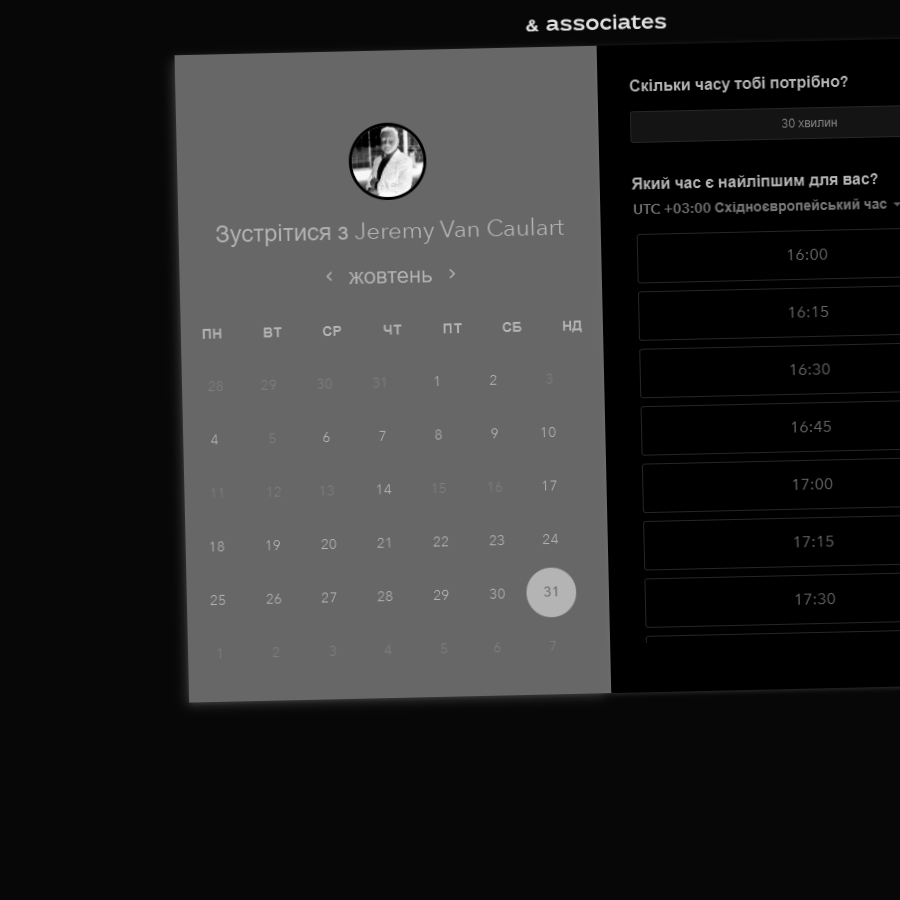 & associates
Зустрітися з Jeremy Van Caulart
жовтень
ПН ВТ СР ЧТ ПТ СБ НД
28 29 30 31 1 2 3
4 5 6 7 8 9 10
11 12 13 14 15 16 17
18 19 20 21 22 23 24
25 26 27 28 29 30 31
1 2 3 4 5 6 7
Скільки часу тобі потрібно?
30 хвилин
Який час є найліпшим для вас?
UTC +03:00 Східноєвропейський час
16:00
16:15
16:30
16:45
17:00
17:15
17:30